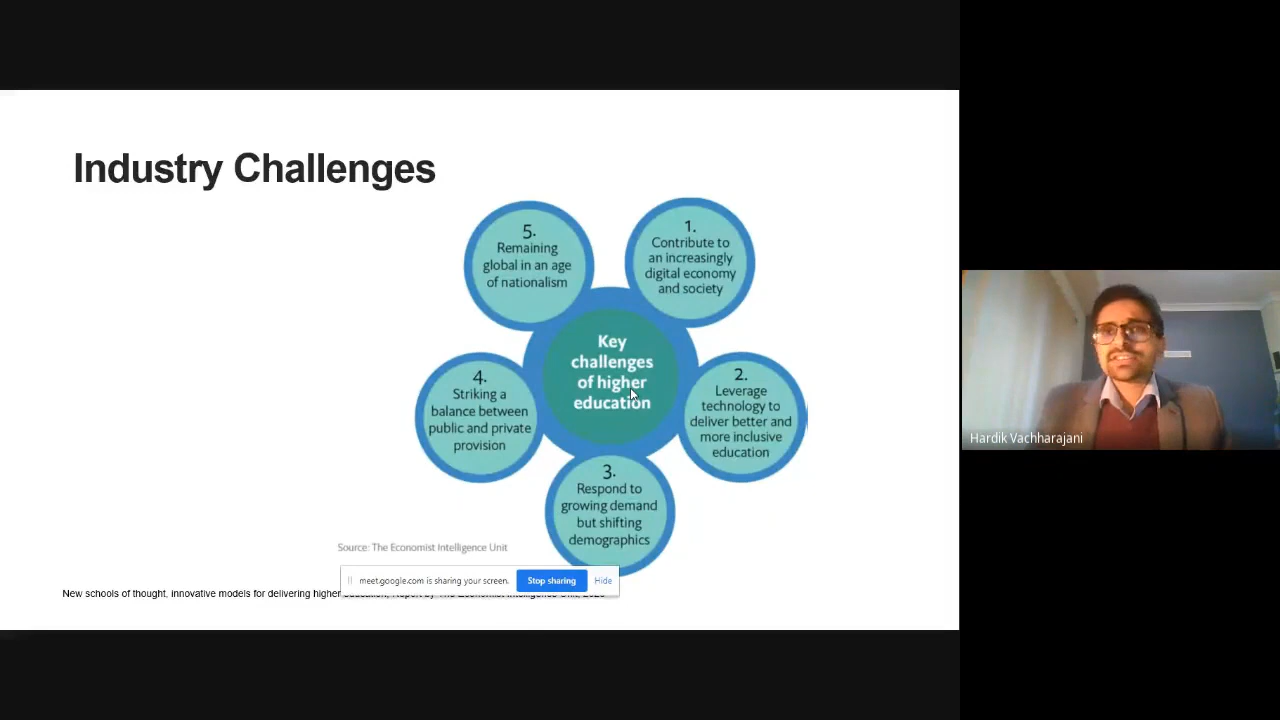 Industry Challenges
5.
Remaining
global in an age
of nationalism
1.
Contribute to
an increasingly
digital economy
and society
Key
challenges
of higher
education
4.
Striking a
balance between
public and private
provision
2.
Leverage
technology to
deliver better and
more inclusive
education
3.
Respond to
growing demand
but shifting
demographics
Source: The Economist Intelligence Unit
meet.google.com is sharing your screen.
Stop sharing
Hide
New schools of thought, innovative models for delivering higher
Hardik Vachharajani